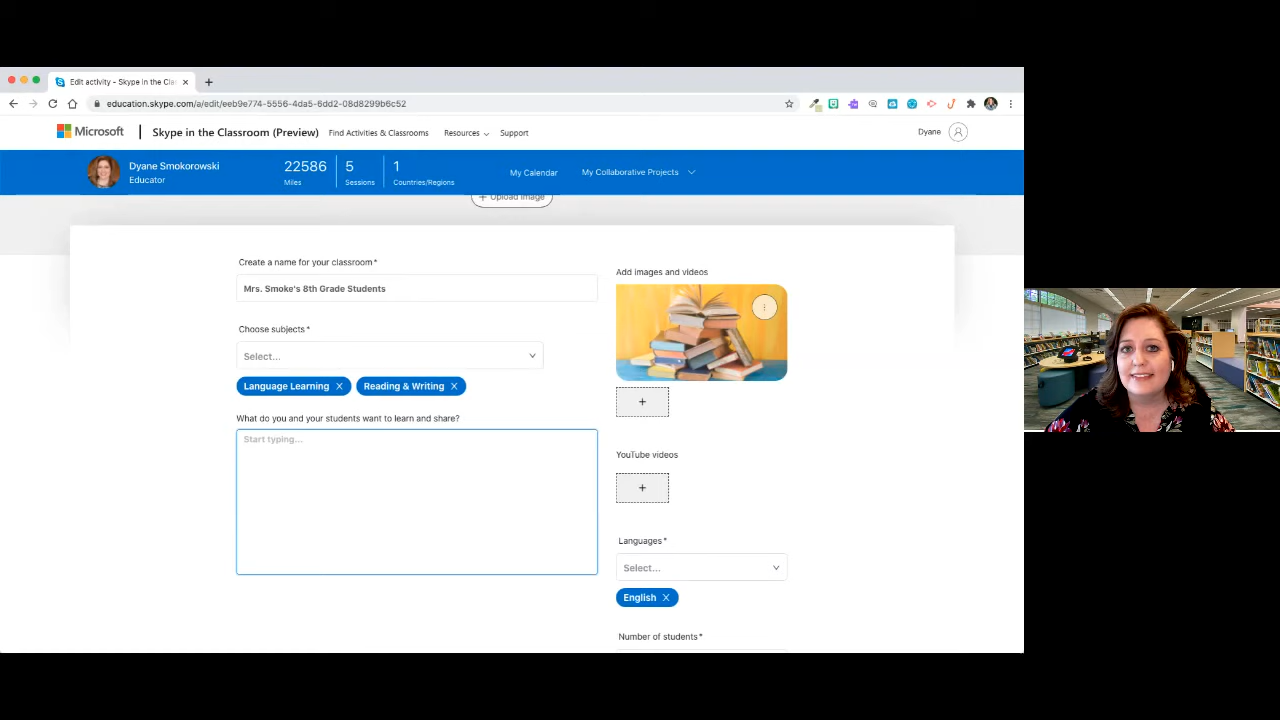 Edit activity - Skype in the Cla
education.skype.com/a/edit/eeb9e774-5556-4da5-6dd2-08d8299b6c52
Microsoft
Skype in the Classroom (Preview)
Find Activities & Classrooms
Resources
Support
Dyane
Dyane Smokorowski
Educator
22586
Miles
5
Sessions
1
Countries/Regions
My Calendar
My Collaborative Projects
+ Upload image
Create a name for your classroom*
Mrs. Smoke's 8th Grade Students
Choose subjects*
Select...
Language Learning X
Reading & Writing X
What do you and your students want to learn and share?
Start typing...
Add images and videos
+
YouTube videos
+
Languages*
Select...
English X
Number of students*